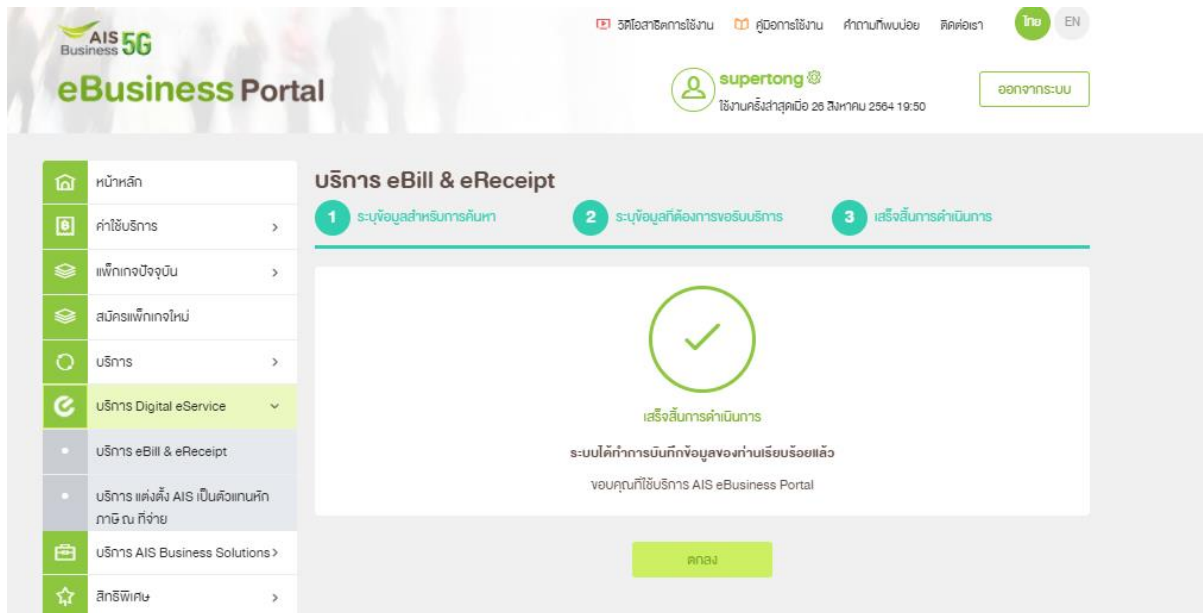 AIS 5G
Business
eBusiness Portal
วิดีโอสาธิตการใช้งาน คู่มือการใช้งาน คำถามที่พบบ่อย ติดต่อเรา ไทย EN
supertong
ใช้งานครั้งล่าสุดเมื่อ 26 สิงหาคม 2564 19:50
ออกจากระบบ
หน้าหลัก
ค่าใช้บริการ
แพ็กเกจปัจจุบัน
สมัครแพ็กเกจใหม่
บริการ
บริการ Digital eService
บริการ eBill & eReceipt
บริการ แต่งตั้ง AIS เป็นตัวแทนหัก
ภาษี ณ ที่จ่าย
บริการ AIS Business Solutions
สิทธิพิเศษ
บริการ eBill & eReceipt
1 ระบุข้อมูลสำหรับการค้นหา
2 ระบุข้อมูลที่ต้องการขอรับบริการ
3 เสร็จสิ้นการดำเนินการ
เสร็จสิ้นการดำเนินการ
ระบบได้ทำการบันทึกข้อมูลของท่านเรียบร้อยแล้ว
ขอบคุณที่ใช้บริการ AIS eBusiness Portal
ตกลง